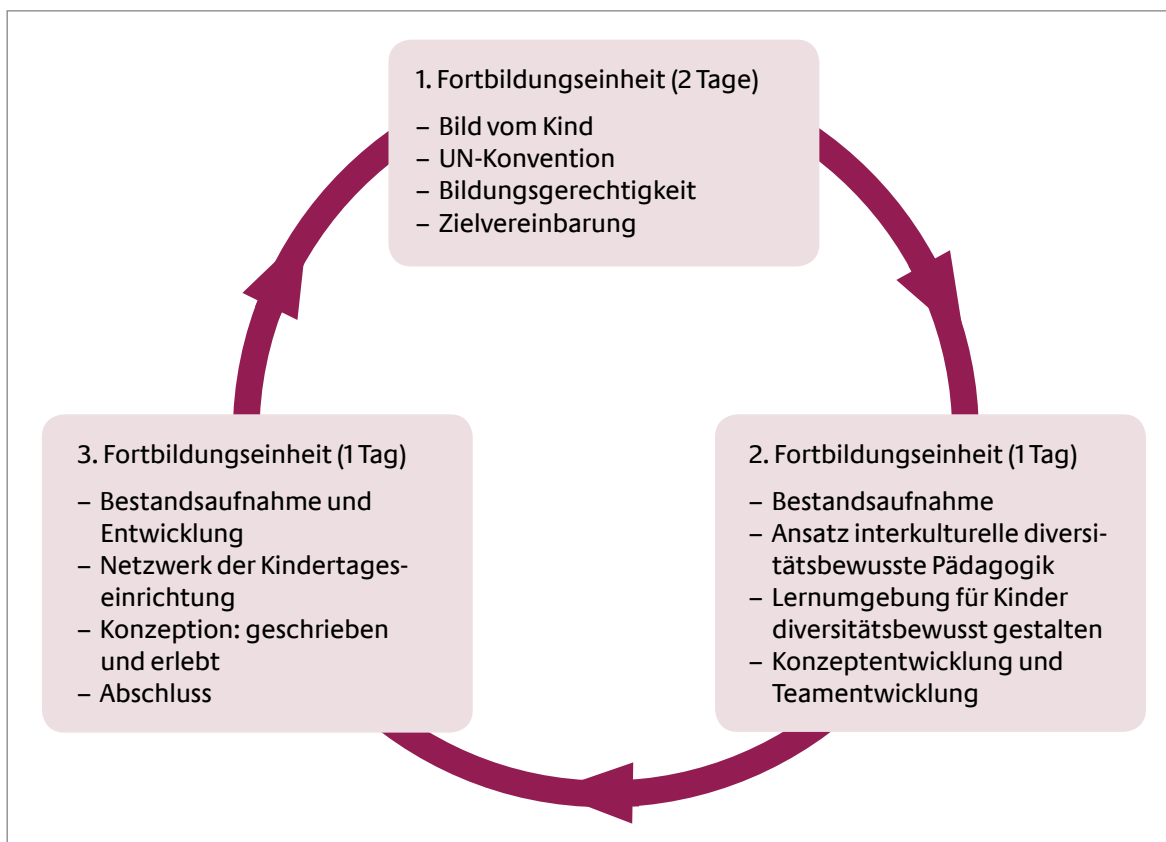 1. Fortbildungseinheit (2 Tage)
– Bild vom Kind
– UN-Konvention
– Bildungsgerechtigkeit
– Zielvereinbarung
2. Fortbildungseinheit (1 Tag)
– Bestandsaufnahme
– Ansatz interkulturelle diversi-
tätsbewusste Pädagogik
– Lernumgebung für Kinder
diversitätsbewusst gestalten
– Konzeptentwicklung und
Teamentwicklung
3. Fortbildungseinheit (1 Tag)
– Bestandsaufnahme und
Entwicklung
– Netzwerk der Kindertages-
einrichtung
– Konzeption: geschrieben
und erlebt
– Abschluss